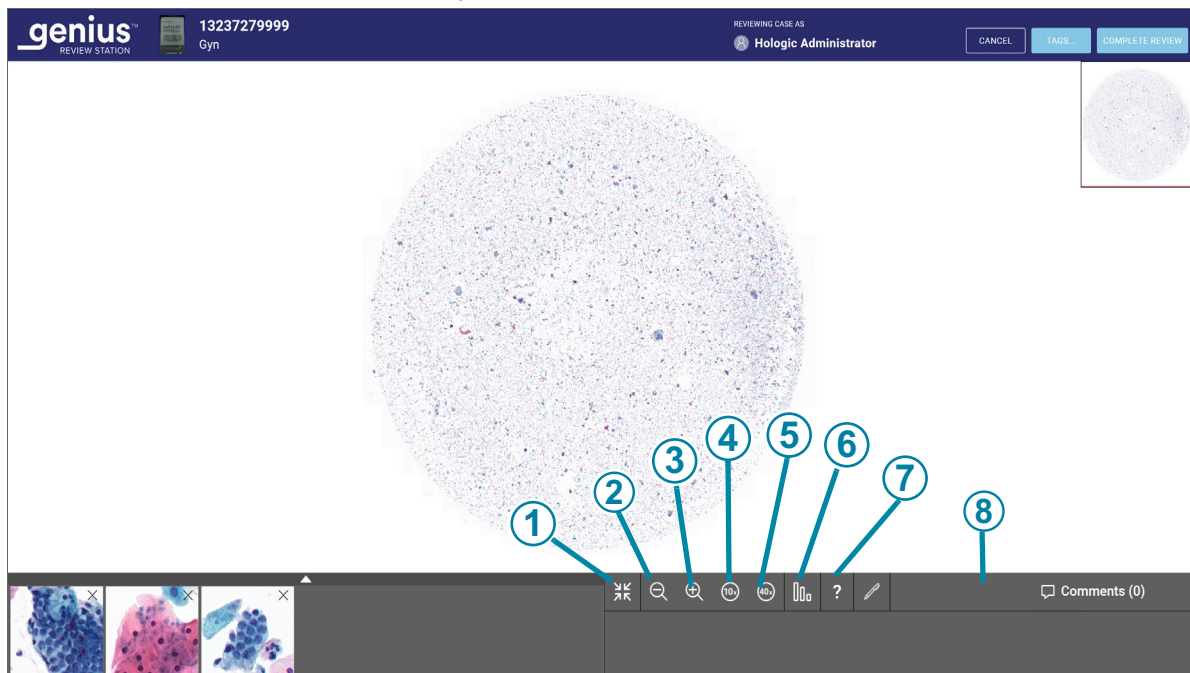 genius™
REVIEW STATION
13237279999
Gyn
REVIEWING CASE AS
Hologic Administrator
CANCEL
TAGS...
COMPLETE REVIEW
1
2
3
4
5
6
7
8
10x
40x
?
Comments (0)